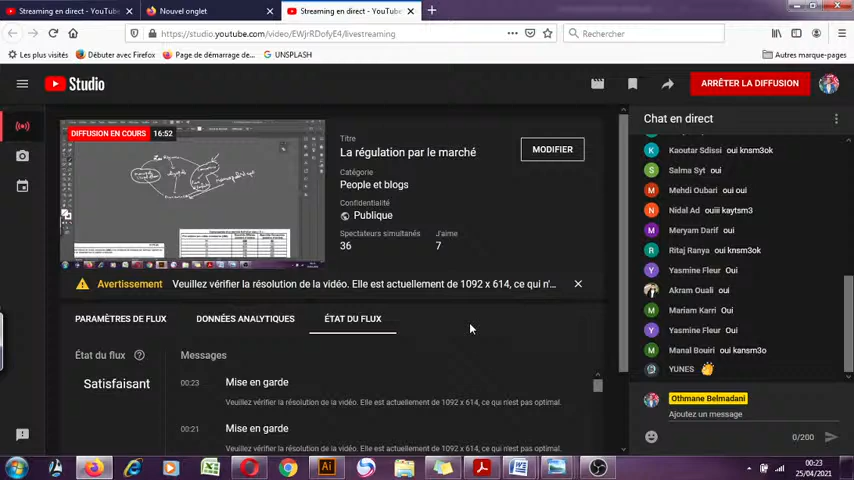 Streaming en direct - YouTube
Nouvel onglet
Streaming en direct - YouTube
https://studio.youtube.com/video/EWjrRDofyE4/livestreaming
Rechercher
Les plus visités
Débuter avec Firefox
Page de démarrage de...
UNSPLASH
Autres marque-pages
Studio
ARRÊTER LA DIFFUSION
DIFFUSION EN COURS 16:52
Titre
La régulation par le marché
MODIFIER
Catégorie
People et blogs
Confidentialité
Publique
Spectateurs simultanés
J'aime
36
7
Avertissement Veuillez vérifier la résolution de la vidéo. Elle est actuellement de 1092 x 614, ce qui n'...
PARAMÈTRES DE FLUX
DONNÉES ANALYTIQUES
ÉTAT DU FLUX
État du flux
Satisfaisant
Messages
00:23 Mise en garde
Veuillez vérifier la résolution de la vidéo. Elle est actuellement de 1092 x 614, ce qui n'est pas optimal.
00:21 Mise en garde
Veuillez vérifier la résolution de la vidéo. Elle est actuellement de 1092 x 614, ce qui n'est pas optimal.
Chat en direct
Kaoutar Sdissi oui knsm3ok
Salma Syt oui
Mehdi Oubari oui oui
Nidal Ad ouiii kaytsm3
Meryam Darif oui
Ritaj Ranya oui knsm3ok
Yasmine Fleur Oui
Akram Ouali oui
Mariam Karri Oui
Yasmine Fleur Oui
Manal Bouiri oui kansm3o
YUNES 👏
Othmane Belmadani
Ajoutez un message
0/200
00:23
25/04/2021